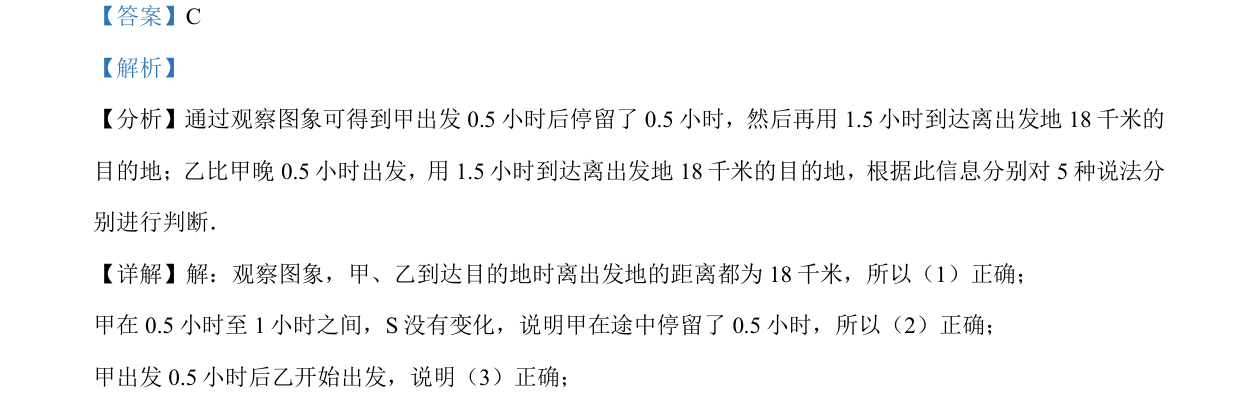 【答案】C
【解析】
【分析】通过观察图象可得到甲出发 0.5 小时后停留了 0.5 小时，然后再用 1.5 小时到达离出发地 18 千米的
目的地；乙比甲晚 0.5 小时出发，用 1.5 小时到达离出发地 18 千米的目的地，根据此信息分别对 5 种说法分
别进行判断．
【详解】解：观察图象，甲、乙到达目的地时离出发地的距离都为 18 千米，所以（1）正确；
甲在 0.5 小时至 1 小时之间，S 没有变化，说明甲在途中停留了 0.5 小时，所以（2）正确；
甲出发 0.5 小时后乙开始出发，说明（3）正确；